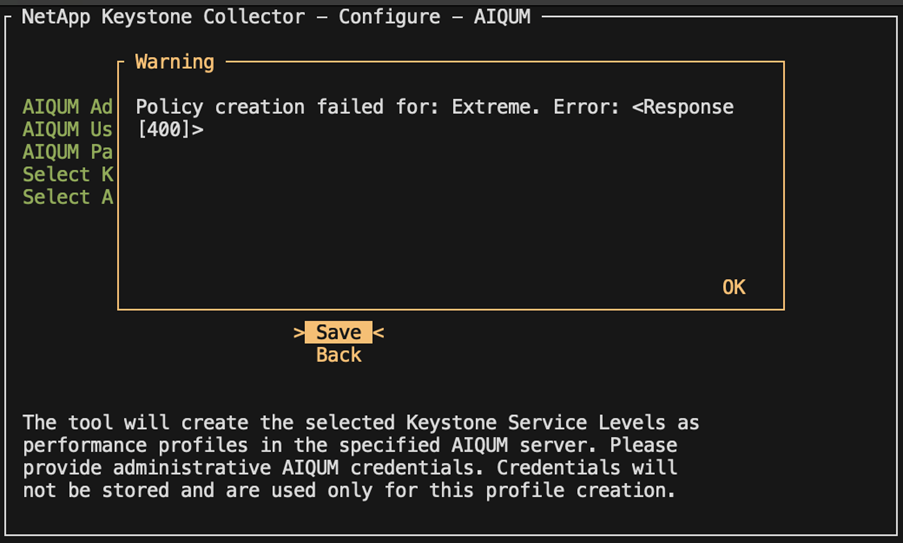 NetApp Keystone Collector – Configure – AIQUM
Warning
Policy creation failed for: Extreme. Error: <Response
[400]>
AIQUM Ad
AIQUM Us
AIQUM Pa
Select K
Select A
OK
> Save <
Back
The tool will create the selected Keystone Service Levels as
performance profiles in the specified AIQUM server. Please
provide administrative AIQUM credentials. Credentials will
not be stored and are used only for this profile creation.